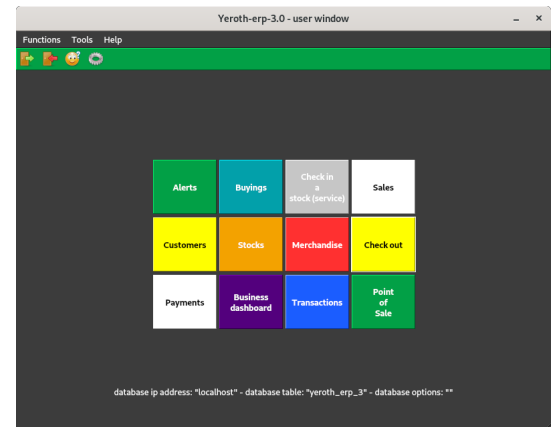 Yeroth-erp-3.0 - user window
Functions Tools Help
Alerts
Buyings
Check in
a
stock (service)
Sales
Customers
Stocks
Merchandise
Check out
Payments
Business
dashboard
Transactions
Point
of
Sale
database ip address: "localhost" - database table: "yeroth_erp_3" - database options: ""